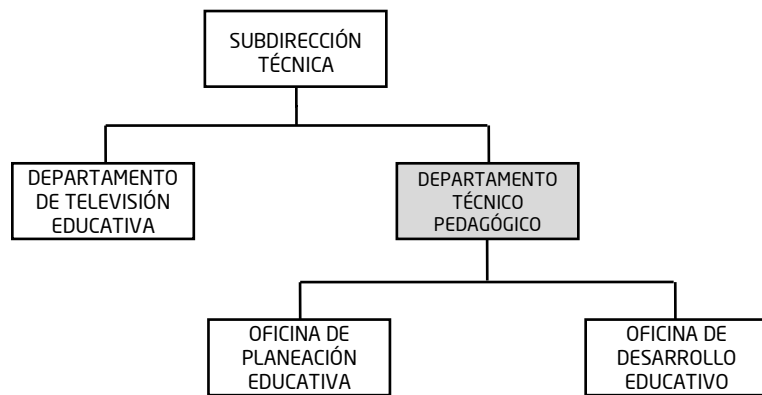 SUBDIRECCIÓN
TÉCNICA
DEPARTAMENTO
DE TELEVISIÓN
EDUCATIVA
DEPARTAMENTO
TÉCNICO
PEDAGÓGICO
OFICINA DE
PLANEACIÓN
EDUCATIVA
OFICINA DE
DESARROLLO
EDUCATIVO